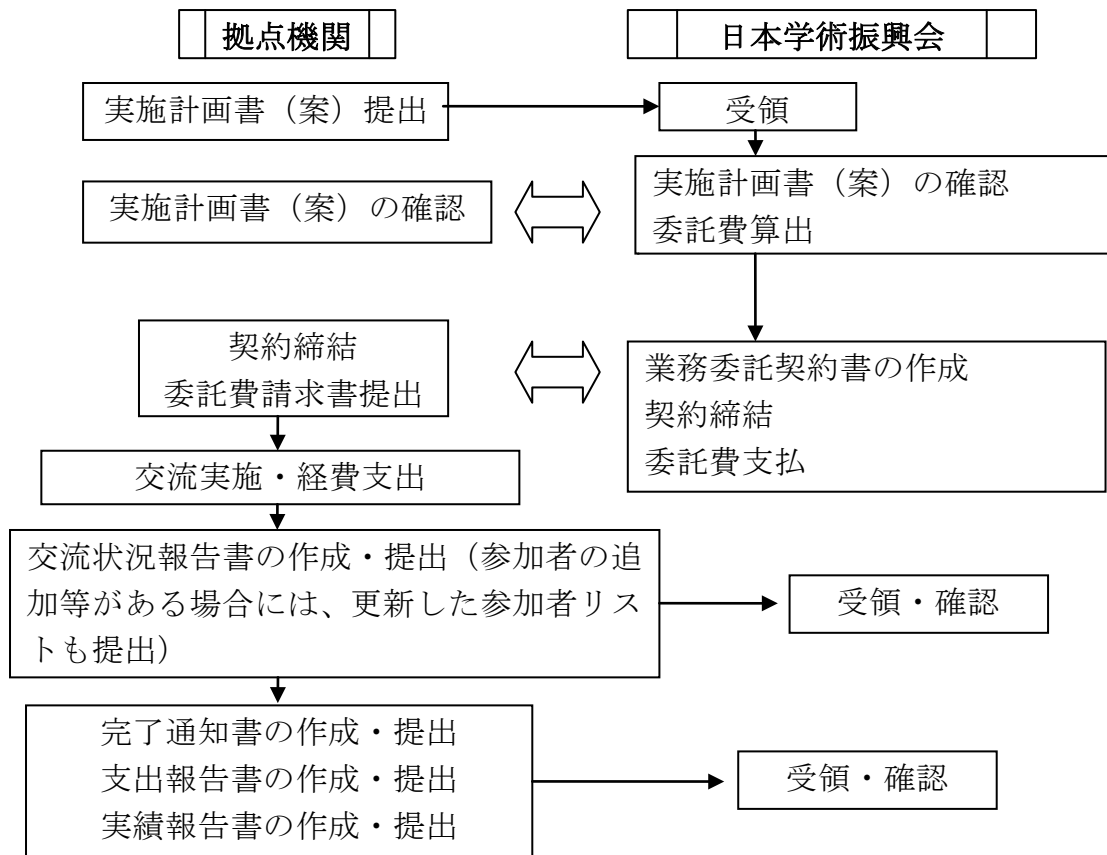 拠点機関
日本学術振興会
実施計画書（案）提出
受領
実施計画書（案）の確認
実施計画書（案）の確認
委託費算出
契約締結
委託費請求書提出
業務委託契約書の作成
契約締結
委託費支払
交流実施・経費支出
交流状況報告書の作成・提出（参加者の追
加等がある場合には、更新した参加者リス
トも提出）
受領・確認
完了通知書の作成・提出
支出報告書の作成・提出
実績報告書の作成・提出
受領・確認